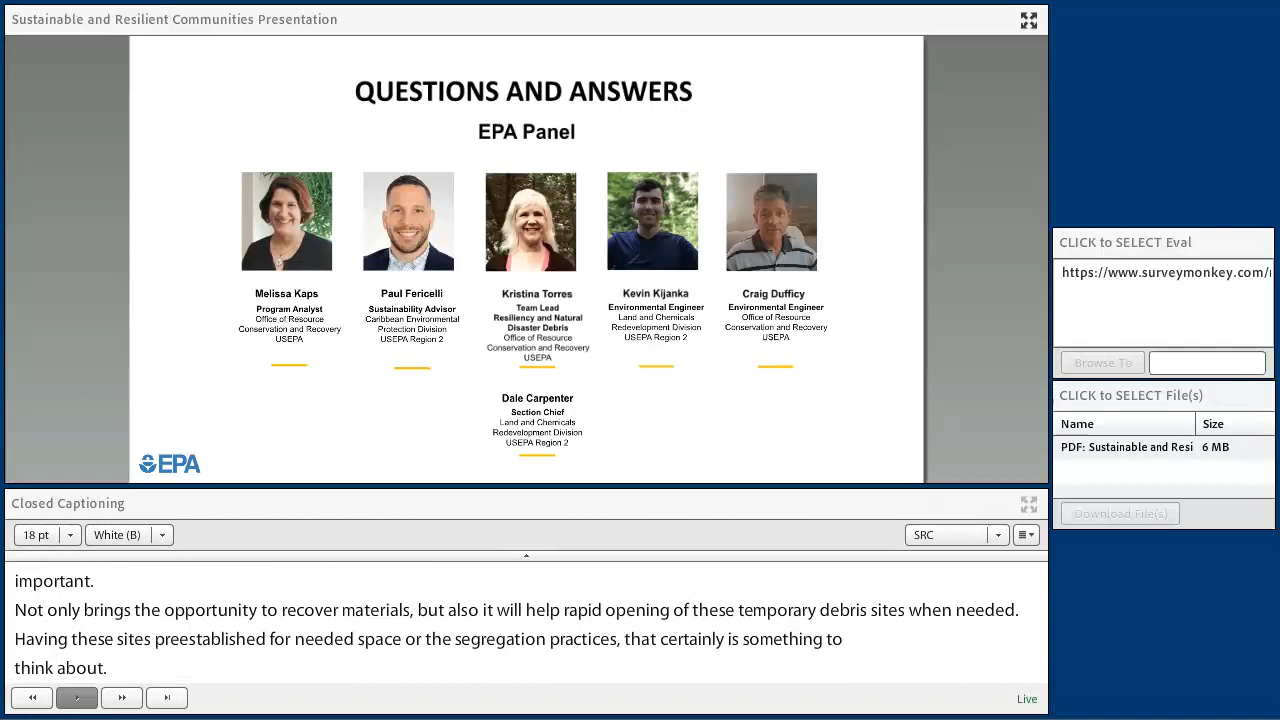 Sustainable and Resilient Communities Presentation
QUESTIONS AND ANSWERS
EPA Panel
Melissa Kaps
Program Analyst
Office of Resource
Conservation and Recovery
USEPA
Paul Fericelli
Sustainability Advisor
Caribbean Environmental
Protection Division
USEPA Region 2
Kristina Torres
Team Lead
Resiliency and Natural
Disaster Debris
Office of Resource
Conservation and Recovery
USEPA
Kevin Kijanka
Environmental Engineer
Land and Chemicals
Redevelopment Division
USEPA Region 2
Craig Dufficy
Environmental Engineer
Office of Resource
Conservation and Recovery
USEPA
Dale Carpenter
Section Chief
Land and Chemicals
Redevelopment Division
USEPA Region 2
EPA
CLICK to SELECT Eval
https://www.surveymonkey.com/r
Browse To
CLICK to SELECT File(s)
Name Size
PDF: Sustainable and Resi 6 MB
Download File(s)
Closed Captioning
18 pt White (B) SRC
important.
Not only brings the opportunity to recover materials, but also it will help rapid opening of these temporary debris sites when needed.
Having these sites preestablished for needed space or the segregation practices, that certainly is something to
think about.
Live